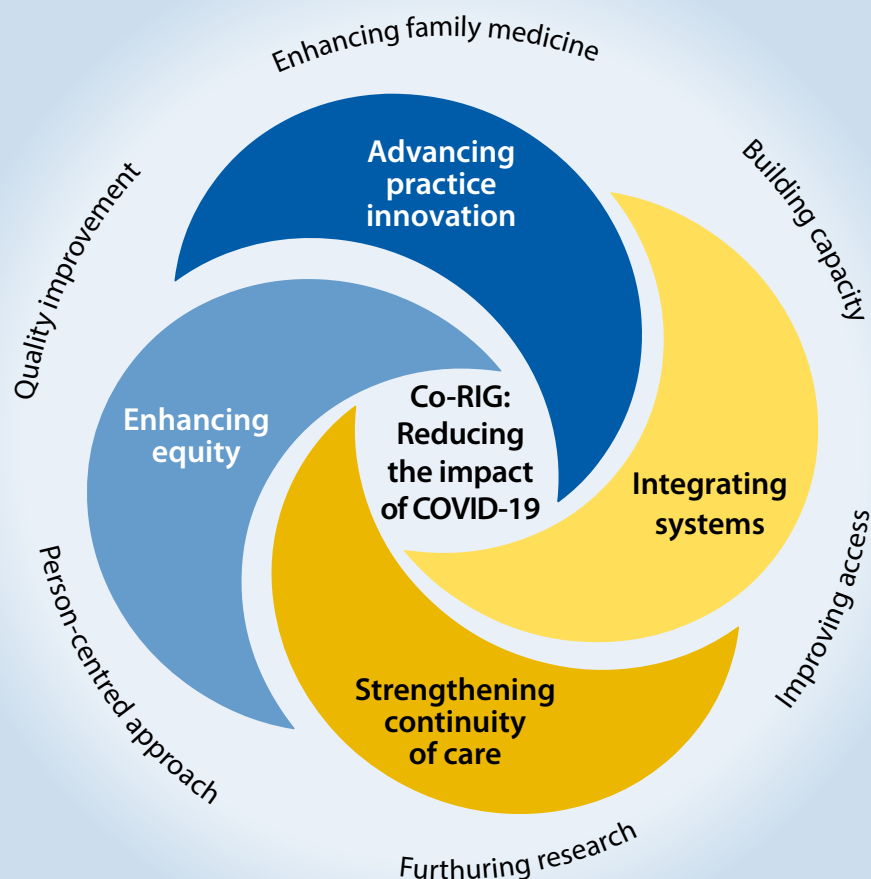 Enhancing family medicine
Building capacity
Improving access
Furthuring research
Person-centred approach
Quality improvement
Advancing
practice
innovation
Integrating
systems
Strengthening
continuity
of care
Enhancing
equity
Co-RIG:
Reducing
the impact
of COVID-19